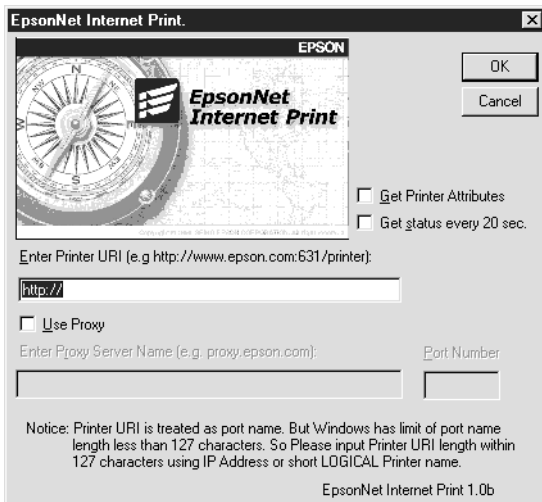 EpsonNet Internet Print.
EPSON
OK
N
EpsonNet
Internet Print
Cancel
Get Printer Attributes
Get status every 20 sec.
Enter Printer URI (e.g http://www.epson.com:631/printer):
http://
Use Proxy
Enter Proxy Server Name (e.g. proxy.epson.com):
Port Number
Notice: Printer URI is treated as port name. But Windows has limit of port name
length less than 127 characters. So Please input Printer URI length within
127 characters using IP Address or short LOGICAL Printer name.
EpsonNet Internet Print 1.0b